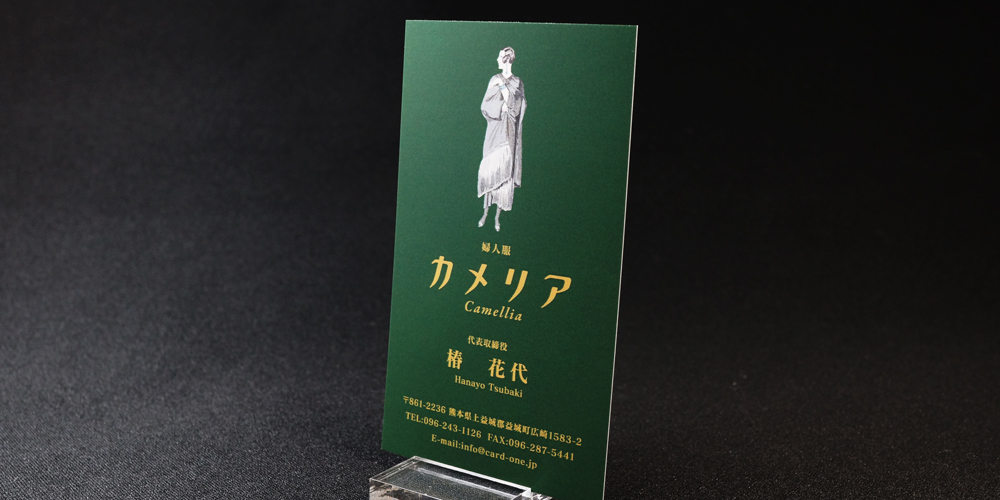 婦人服
カメリア
Camellia
代表取締役
椿　花代
Hanayo Tsubaki
〒861-2236 熊本県上益城郡益城町広崎1583-2
TEL:096-243-1126 FAX:096-287-5441
E-mail:info@card-one.jp